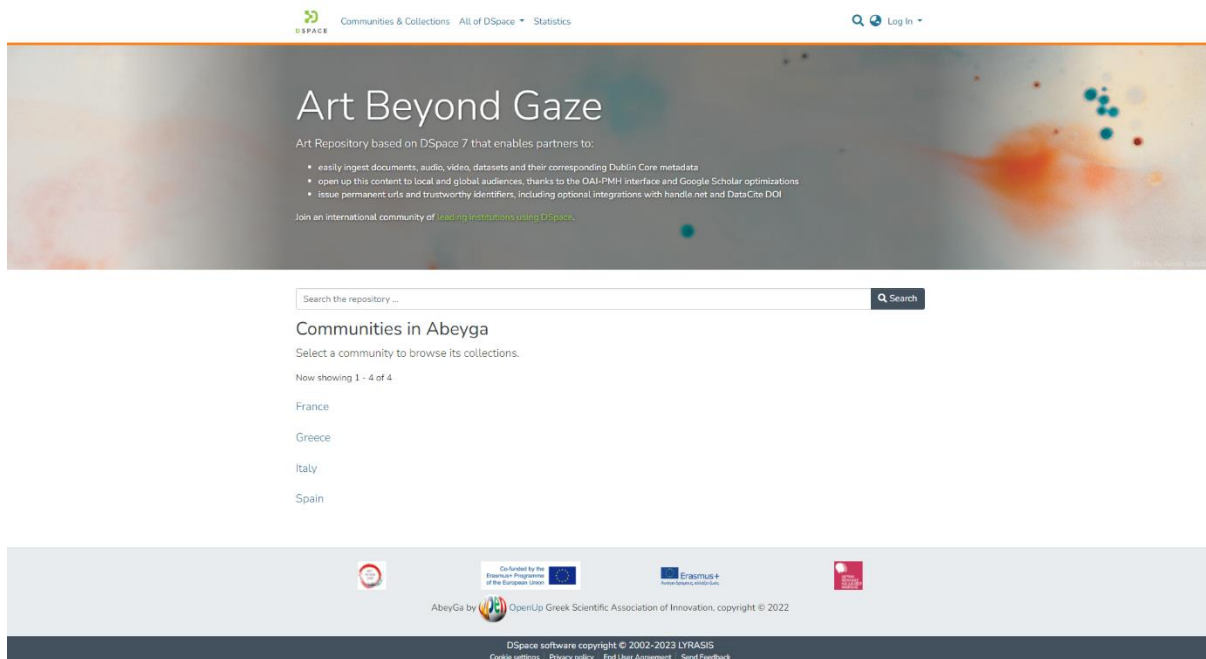 DSPACE
Communities & Collections All of DSpace Statistics Log In
Art Beyond Gaze
Art Repository based on DSpace 7 that enables partners to:
easily ingest documents, audio, video, datasets and their corresponding Dublin Core metadata
open up this content to local and global audiences, thanks to the OAI-PMH interface and Google Scholar optimizations
issue permanent urls and trustworthy identifiers, including optional integrations with handle.net and DataCite DOI
Join an international community of leading institutions using DSpace.
Search the repository ...
Search
Communities in Abeyga
Select a community to browse its collections.
Now showing 1 - 4 of 4
France
Greece
Italy
Spain
Co-funded by the
Erasmus+ Programme
of the European Union
Erasmus+
AbeyGa by OpenUp Greek Scientific Association of Innovation, copyright © 2022
DSpace software copyright © 2002-2023 LYRASIS
Cookie settings Privacy policy End User Agreement Send Feedback